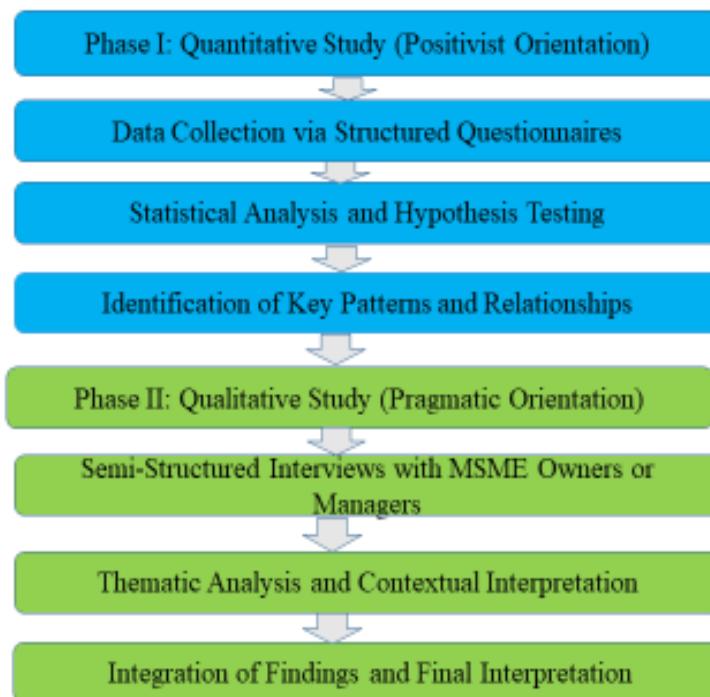 Phase I: Quantitative Study (Positivist Orientation)
Data Collection via Structured Questionnaires
Statistical Analysis and Hypothesis Testing
Identification of Key Patterns and Relationships
Phase II: Qualitative Study (Pragmatic Orientation)
Semi-Structured Interviews with MSME Owners or
Managers
Thematic Analysis and Contextual Interpretation
Integration of Findings and Final Interpretation